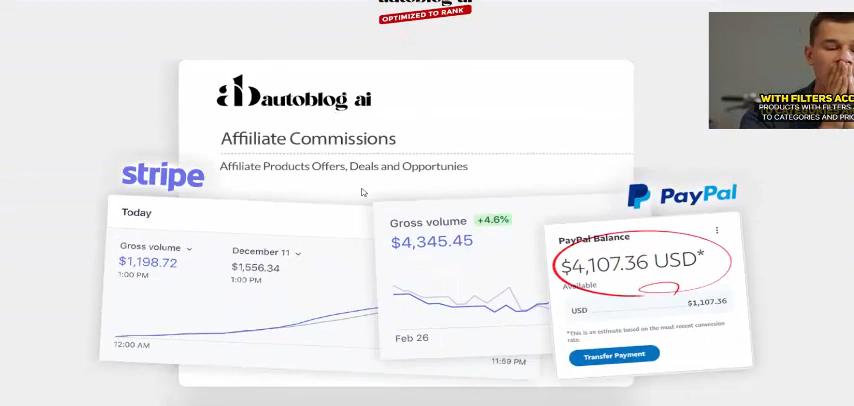 autoblog ai
OPTIMIZED TO RANK
WITH FILTERS ACC
PRODUCTS WITH FILTERS
TO CATEGORIES AND PRIC
autoblog ai
Affiliate Commissions
Affiliate Products Offers, Deals and Opportunies
stripe
Today
Gross volume
$1,198.72
1:00 PM
December 11
$1,556.34
1:00 PM
12:00 AM
11:59 PM
Gross volume +4.6%
$4,345.45
Feb 26
PayPal
PayPal Balance
$4,107.36 USD*
Available
USD $1,107.36
*This is an estimate based on the most recent conversion
rate.
Transfer Payment